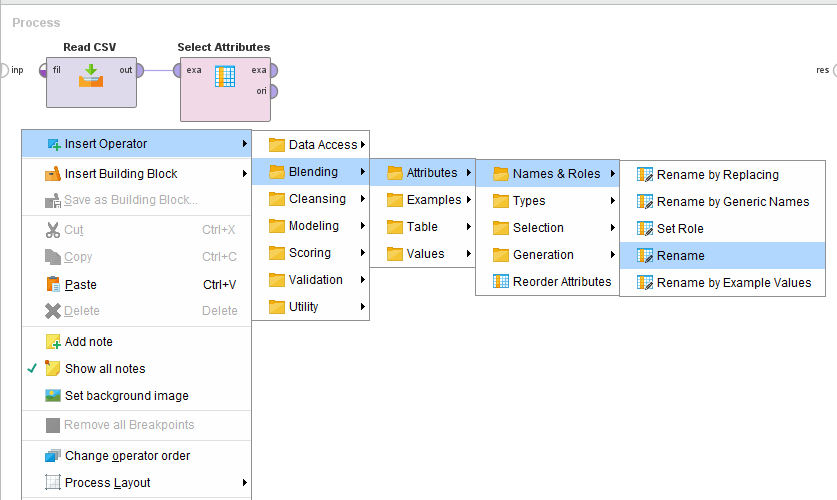 Process
Read CSV
Select Attributes
inp
fil
out
exa
exa
ori
res
Insert Operator
Insert Building Block
Save as Building Block...
Cut Ctrl+X
Copy Ctrl+C
Paste Ctrl+V
Delete Delete
Add note
Show all notes
Set background image
Remove all Breakpoints
Change operator order
Process Layout
Data Access
Blending
Cleansing
Modeling
Scoring
Validation
Utility
Attributes
Examples
Table
Values
Names & Roles
Types
Selection
Generation
Reorder Attributes
Rename by Replacing
Rename by Generic Names
Set Role
Rename
Rename by Example Values